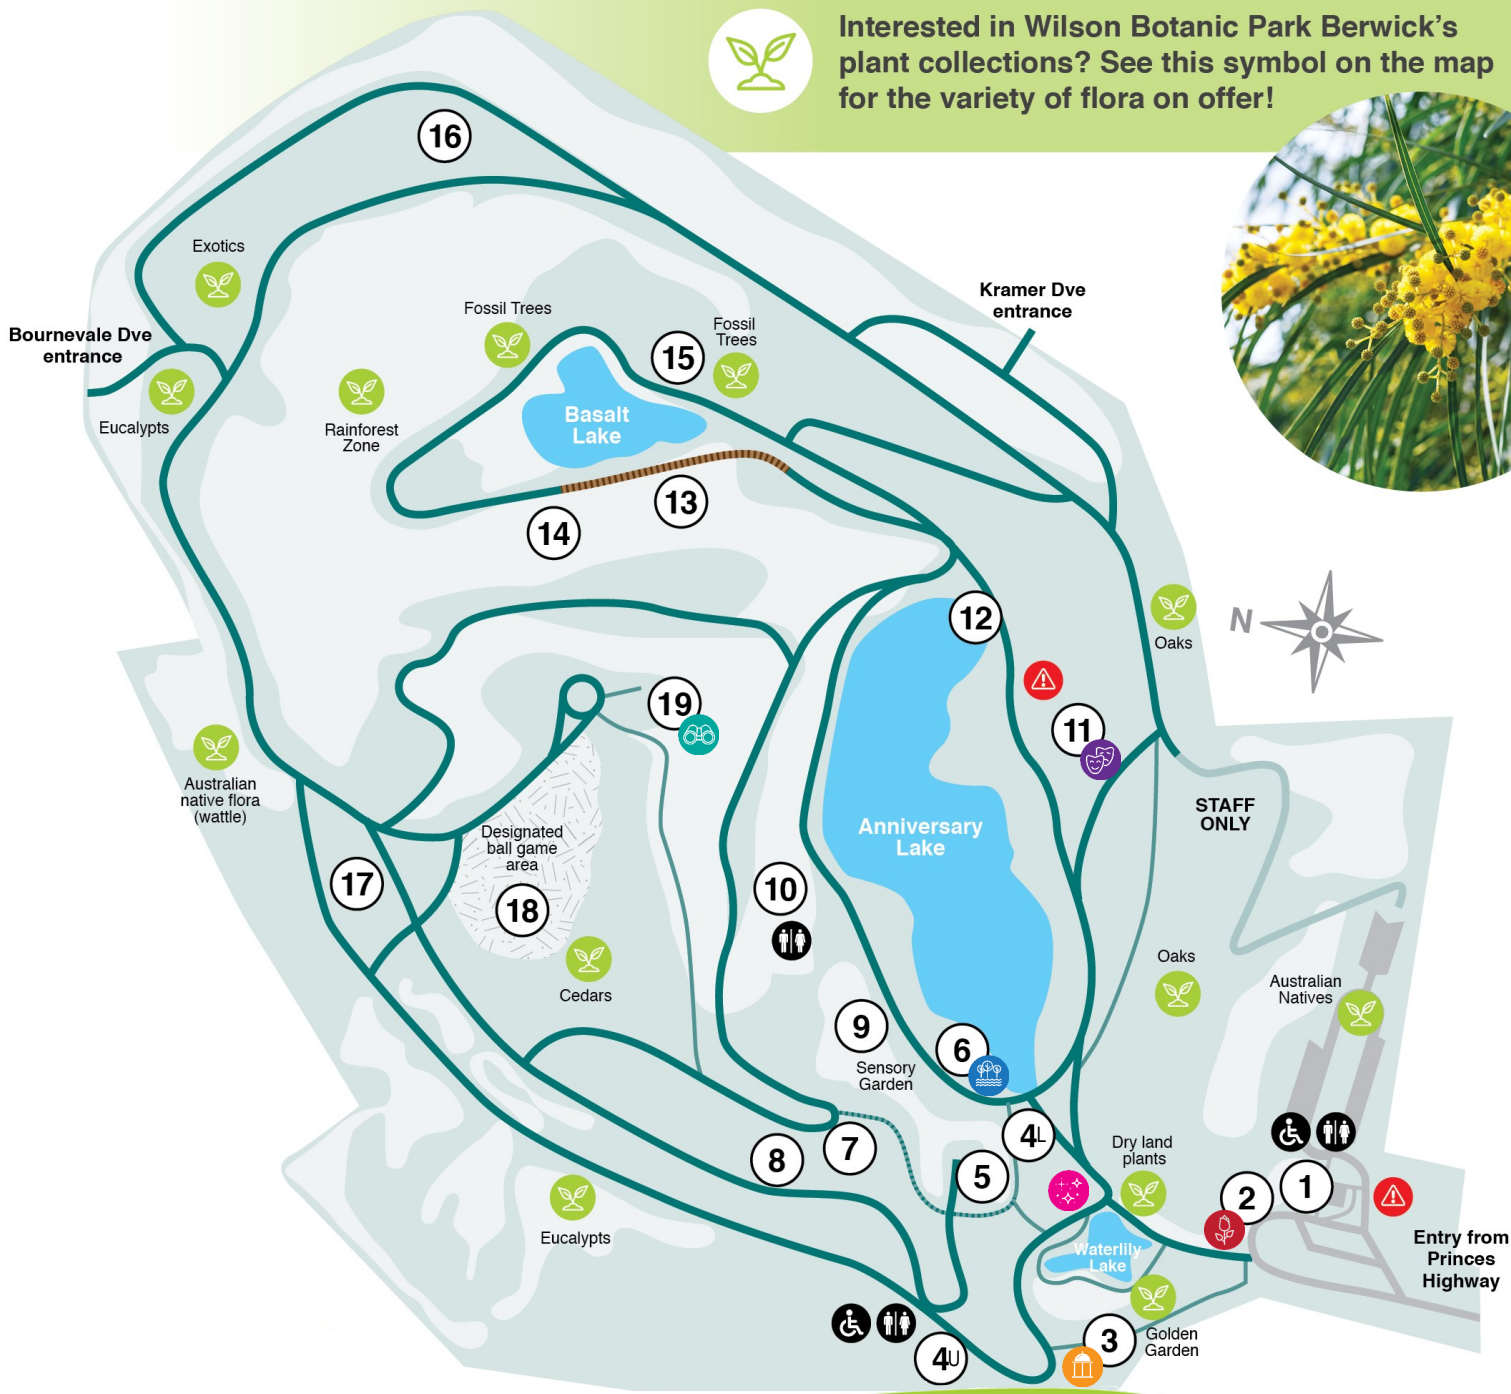 Interested in Wilson Botanic Park Berwick’s
plant collections? See this symbol on the map
for the variety of flora on offer!
16
Exotics
Kramer Dve
entrance
Bournevale Dve
entrance
Fossil Trees
Fossil
Trees
15
Eucalypts
Rainforest
Zone
Basalt
Lake
13
14
12
Oaks
N
19
11
Australian
native flora
(wattle)
STAFF
ONLY
Designated
ball game
area
Anniversary
Lake
17
18
10
Cedars
Oaks
Australian
Natives
9
Sensory
Garden
6
7
8
4L
5
Dry land
plants
2
1
Eucalypts
Waterlily
Lake
Entry from
Princes
Highway
4U
3
Golden
Garden